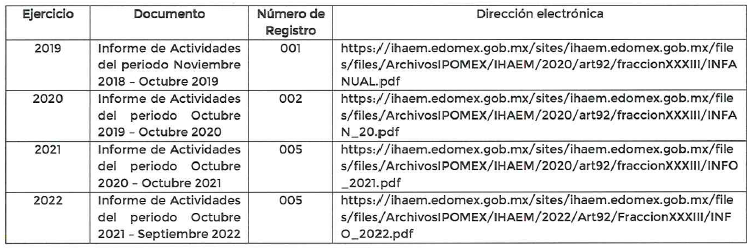 Ejercicio Documento Número de Registro Dirección electrónica
2019 Informe de Actividades 001 https://ihaem.edomex.gob.mx/sites/ihaem.edomex.gob.mx/file
del periodo Noviembre s/files/ArchivosIPOMEX/IHAEM/2020/art92/fraccionXXXIII/INFA
2018 – Octubre 2019 NUAL.pdf
2020 Informe de Actividades 002 https://ihaem.edomex.gob.mx/sites/ihaem.edomex.gob.mx/file
del periodo Octubre s/files/ArchivosIPOMEX/IHAEM/2020/art92/fraccionXXXIII/INFA
2019 – Octubre 2020 N_20.pdf
2021 Informe de Actividades 005 https://ihaem.edomex.gob.mx/sites/ihaem.edomex.gob.mx/file
del periodo Octubre s/files/ArchivosIPOMEX/IHAEM/2020/art92/fraccionXXXIII/INFO
2020 – Octubre 2021 _2021.pdf
2022 Informe de Actividades 005 https://ihaem.edomex.gob.mx/sites/ihaem.edomex.gob.mx/file
del periodo Octubre s/files/ArchivosIPOMEX/IHAEM/2022/Art92/FraccionXXXIII/INF
2021 – Septiembre 2022 O_2022.pdf